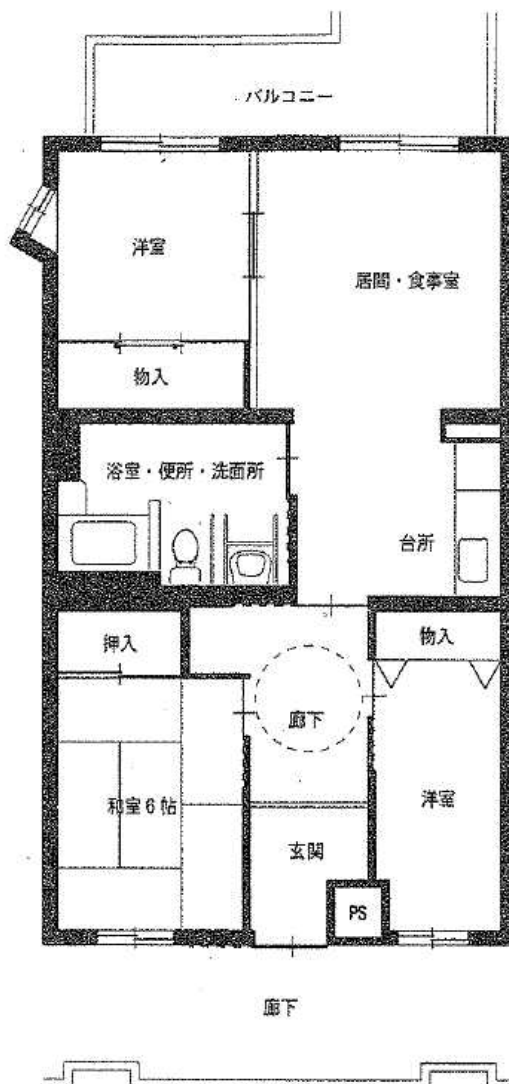 バルコニー
洋室
居間・食事室
物入
浴室・便所・洗面所
台所
押入
物入
廊下
和室6帖
洋室
玄関
PS
廊下